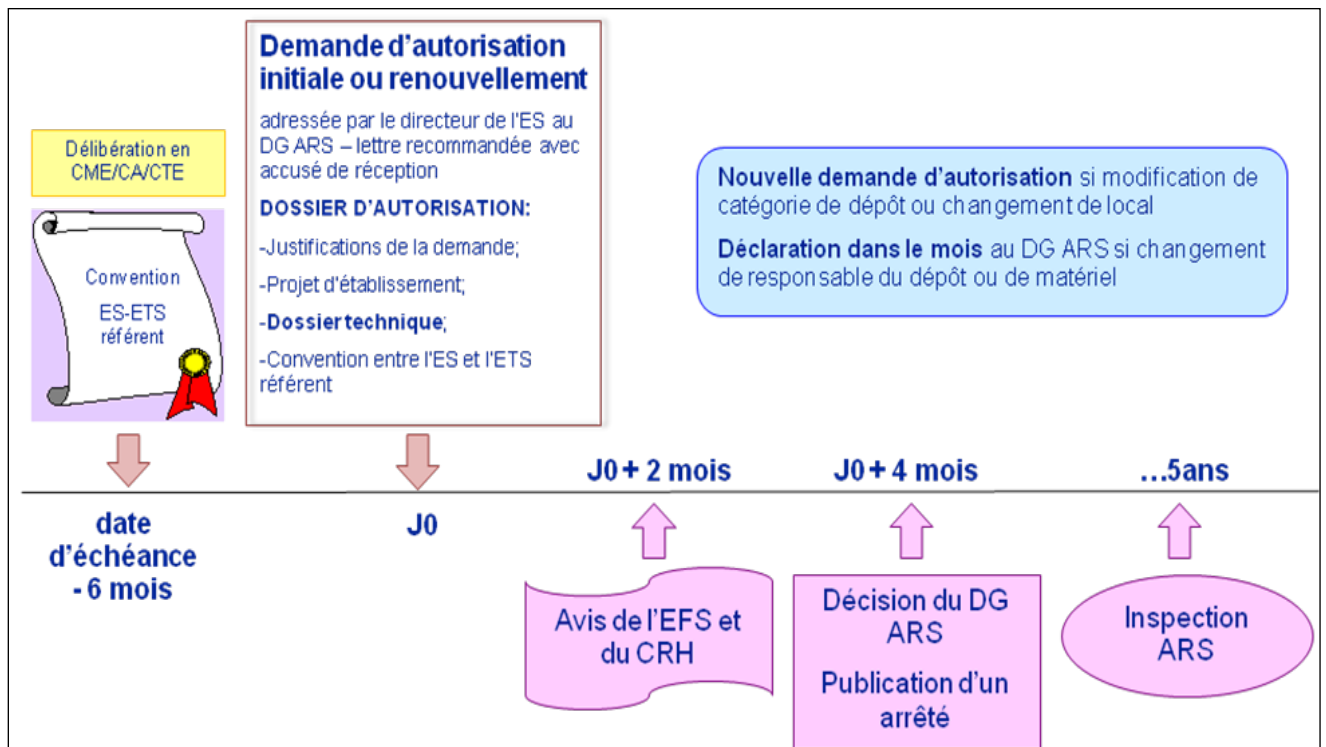 Délibération en
CME/CA/CTE
Convention
ES-ETS
référent
Demande d'autorisation
initiale ou renouvellement
adressée par le directeur de l'ES au
DG ARS – lettre recommandée avec
accusé de réception
DOSSIER D'AUTORISATION:
-Justifications de la demande;
-Projet d'établissement;
-Dossier technique;
-Convention entre l'ES et l'ETS
référent
Nouvelle demande d'autorisation si modification de
catégorie de dépôt ou changement de local
Déclaration dans le mois au DG ARS si changement
de responsable du dépôt ou de matériel
J0 + 2 mois
J0 + 4 mois
...5ans
date
d'échéance
- 6 mois
J0
Avis de l'EFS et
du CRH
Décision du DG
ARS
Publication d'un
arrêté
Inspection
ARS